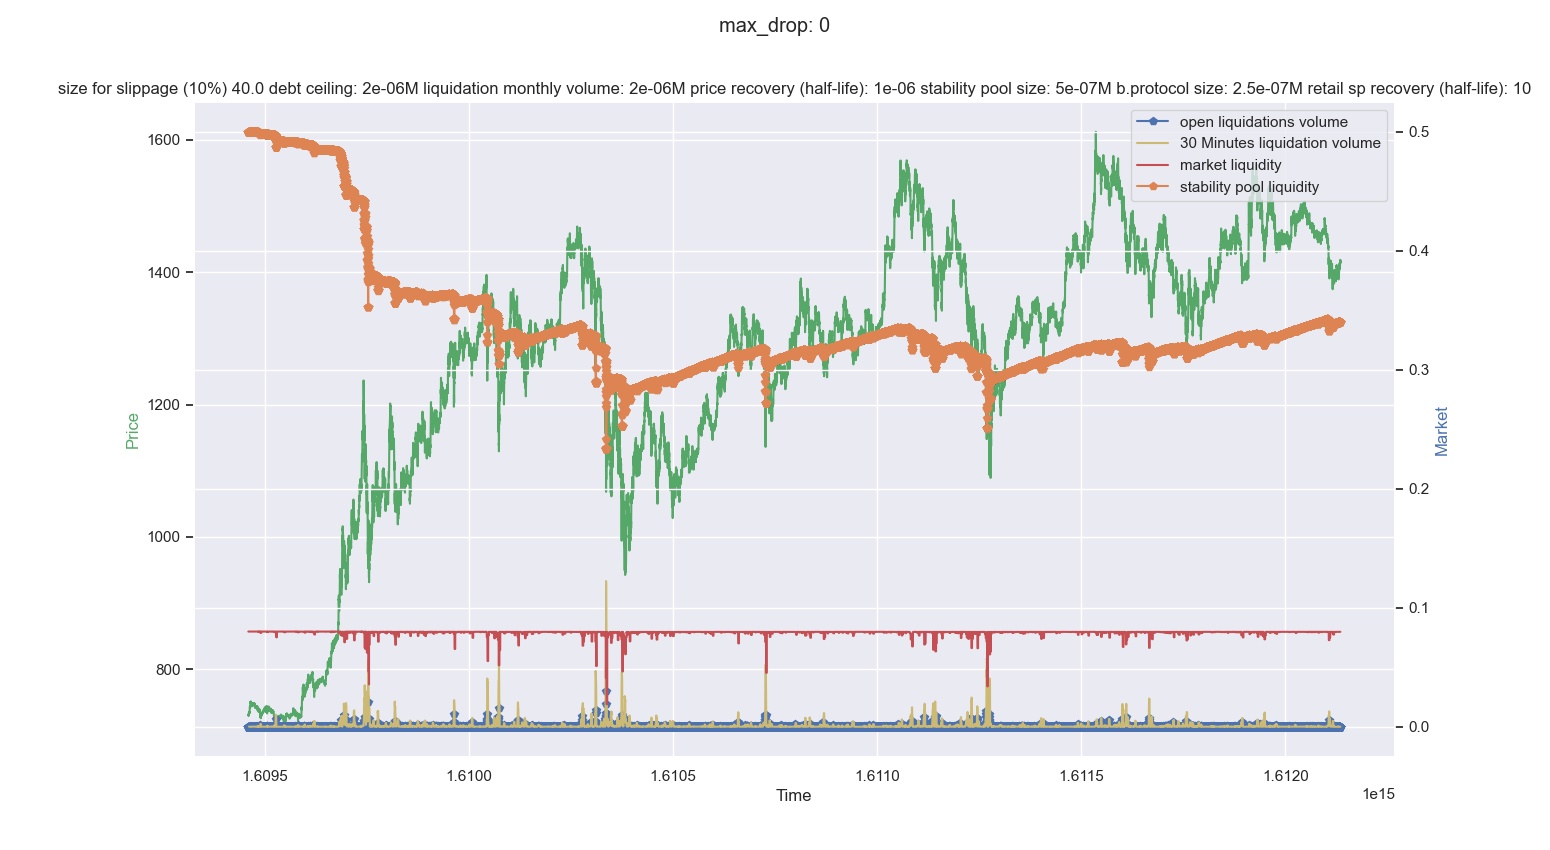 max_drop: 0
size for slippage (10%) 40.0 debt ceiling: 2e-06M liquidation monthly volume: 2e-06M price recovery (half-life): 1e-06 stability pool size: 5e-07M b.protocol size: 2.5e-07M retail sp recovery (half-life): 10
open liquidations volume
30 Minutes liquidation volume
market liquidity
stability pool liquidity
1600
1400
1200
1000
800
Price
0.5
0.4
0.3
0.2
0.1
0.0
Market
1.6095 1.6100 1.6105 1.6110 1.6115 1.6120
1e15
Time